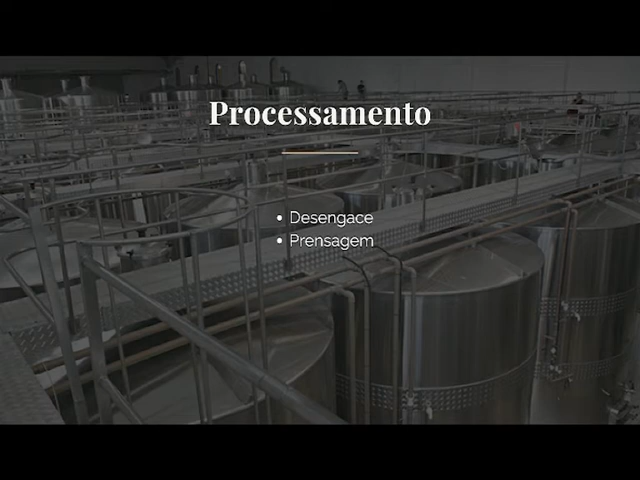 Processamento
• Desengace
• Prensagem